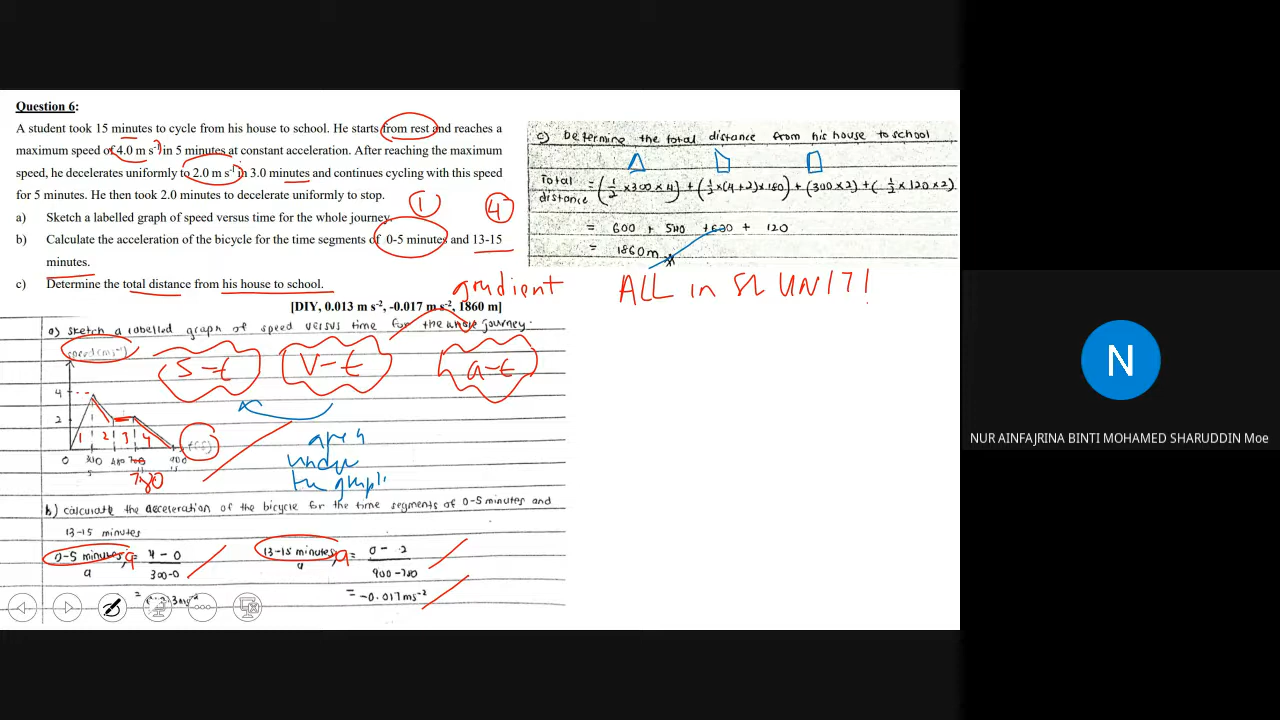 Question 6:
A student took 15 minutes to cycle from his house to school. He starts from rest and reaches a
maximum speed of 4.0 m s⁻¹ in 5 minutes at constant acceleration. After reaching the maximum
speed, he decelerates uniformly to 2.0 m s⁻¹ in 3.0 minutes and continues cycling with this speed
for 5 minutes. He then took 2.0 minutes to decelerate uniformly to stop.
a) Sketch a labelled graph of speed versus time for the whole journey.
b) Calculate the acceleration of the bicycle for the time segments of 0-5 minutes and 13-15
minutes.
c) Determine the total distance from his house to school.
[DIY, 0.013 m s⁻², -0.017 m s⁻², 1860 m]
1
4
gradient
a) sketch a labelled graph of speed versus time for the whole journey.
speed (ms⁻¹)
s-t
v-t
a-t
4
2
1 2 3 4
t(s)
0 300 480 780 900
780
area
under
the graph
b) calculate the deceleration of the bicycle for the time segments of 0-5 minutes and
13-15 minutes
0-5 minutes, a = 4 - 0
a 300-0
13-15 minutes, a = 0 - 2
a 900-780
= -0.017 ms⁻²
c) Determine the total distance from his house to school
Total distance = (1/2 × 300 × 4) + (1/2 × (4+2) × 180) + (300 × 2) + (1/2 × 120 × 2)
= 600 + 540 + 600 + 120
= 1860 m
ALL in SI UNIT!
N
NUR AINFAJRINA BINTI MOHAMED SHARUDDIN Moe